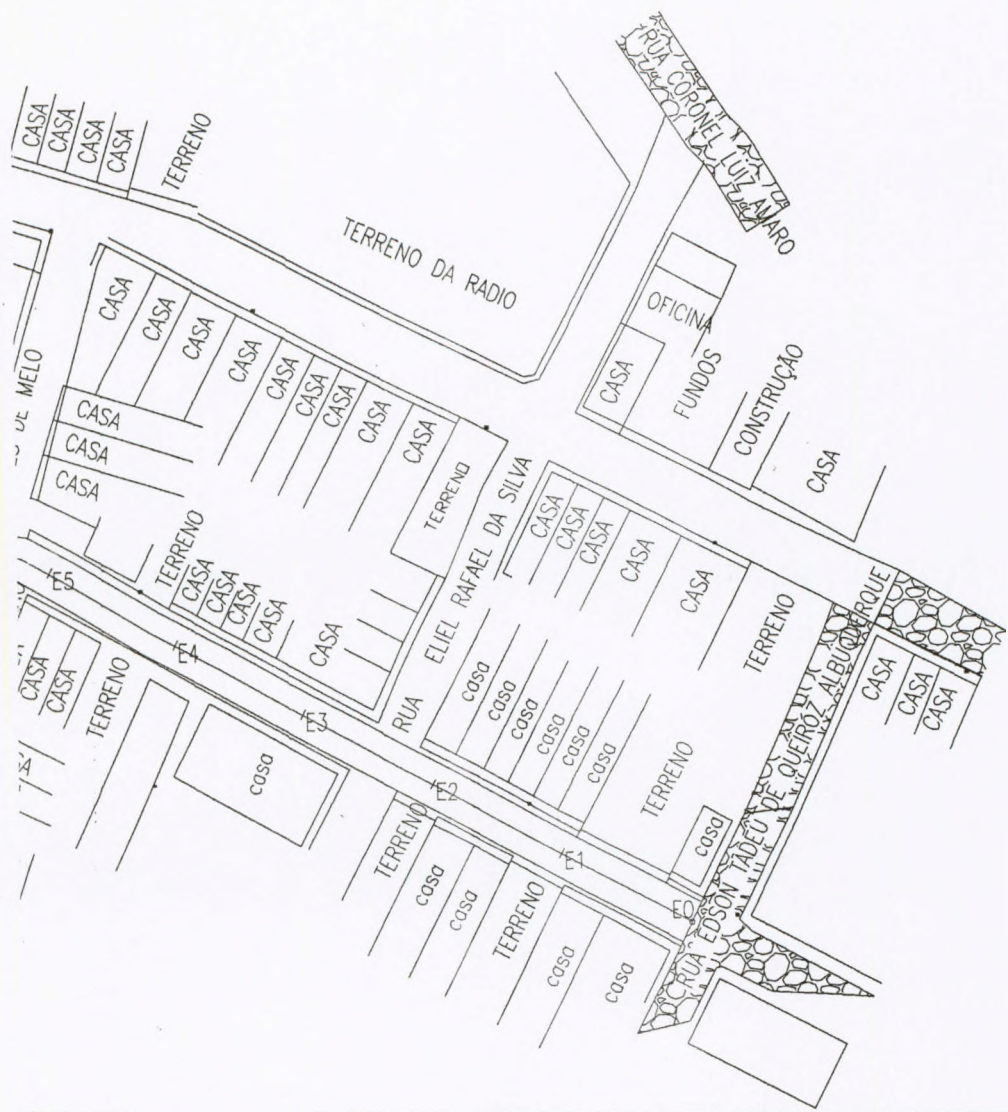 RUA CORONEL LUIZ AMARO
CASA
CASA
CASA
CASA
TERRENO
TERRENO DA RADIO
OFICINA
CASA
FUNDOS
CONSTRUÇÃO
CASA
DE MELO
CASA
CASA
CASA
CASA
CASA
CASA
CASA
CASA
CASA
CASA
CASA
CASA
TERRENO
RUA ELIEL RAFAEL DA SILVA
TERRENO
CASA
CASA
CASA
CASA
CASA
CASA
CASA
CASA
CASA
CASA
TERRENO
casa
casa
casa
casa
casa
casa
TERRENO
casa
E5
E4
E3
E2
E1
E0
CASA
CASA
TERRENO
casa
TERRENO
casa
casa
TERRENO
casa
casa
RUA EDSON TADEU DE QUEIROZ ALBUQUERQUE
CASA
CASA
CASA